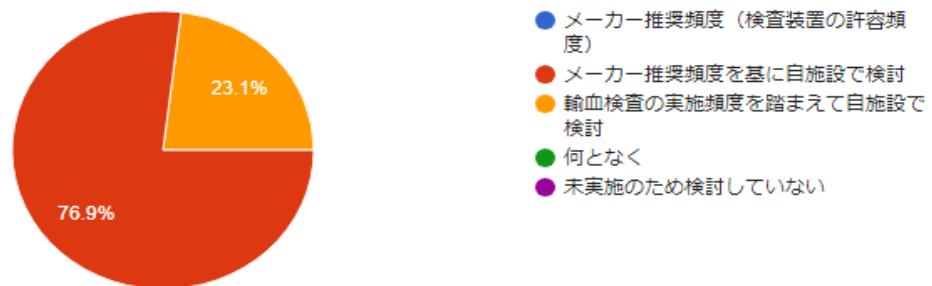 メーカー推奨頻度（検査装置の許容頻
度）
メーカー推奨頻度を基に自施設で検討
輸血検査の実施頻度を踏まえて自施設で
検討
何となく
未実施のため検討していない
23.1%
76.9%